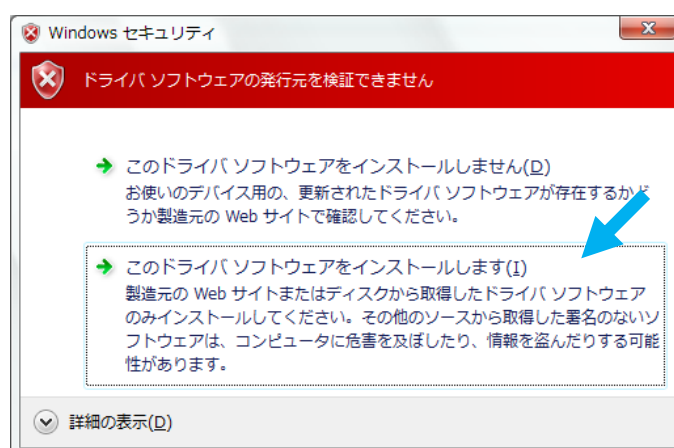 Windows セキュリティ
ドライバ ソフトウェアの発行元を検証できません
このドライバ ソフトウェアをインストールしません(D)
お使いのデバイス用の、更新されたドライバ ソフトウェアが存在するかど
うか製造元の Web サイトで確認してください。
このドライバ ソフトウェアをインストールします(I)
製造元の Web サイトまたはディスクから取得したドライバ ソフトウェア
のみインストールしてください。その他のソースから取得した署名のないソ
フトウェアは、コンピュータに危害を及ぼしたり、情報を盗んだりする可能
性があります。
詳細の表示(D)